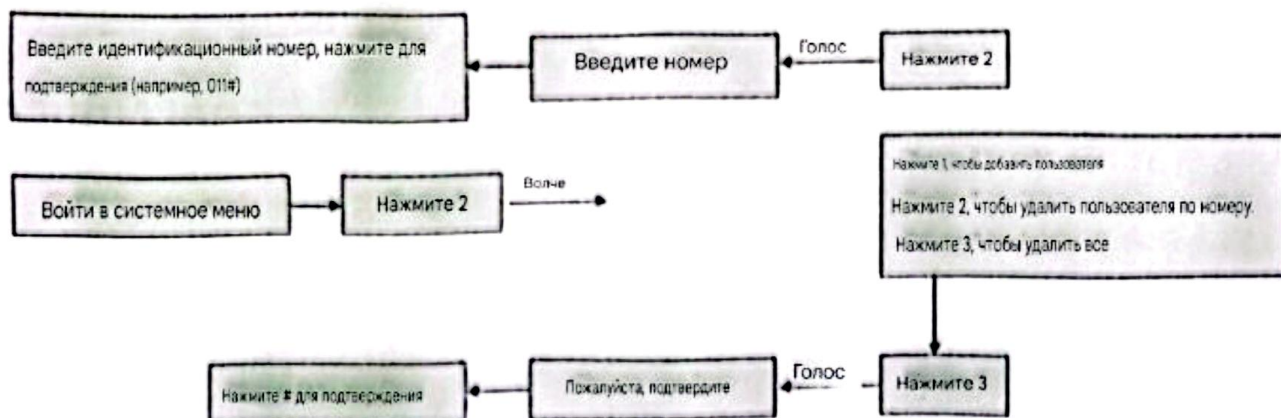 Введите идентификационный номер, нажмите для
подтверждения (например, 011#)
Введите номер
Голос
Нажмите 2
Войти в системное меню
Нажмите 2
Волче
Нажмите 1, чтобы добавить пользователя
Нажмите 2, чтобы удалить пользователя по номеру.
Нажмите 3, чтобы удалить все
Нажмите # для подтверждения
Пожалуйста, подтвердите
Голос
Нажмите 3